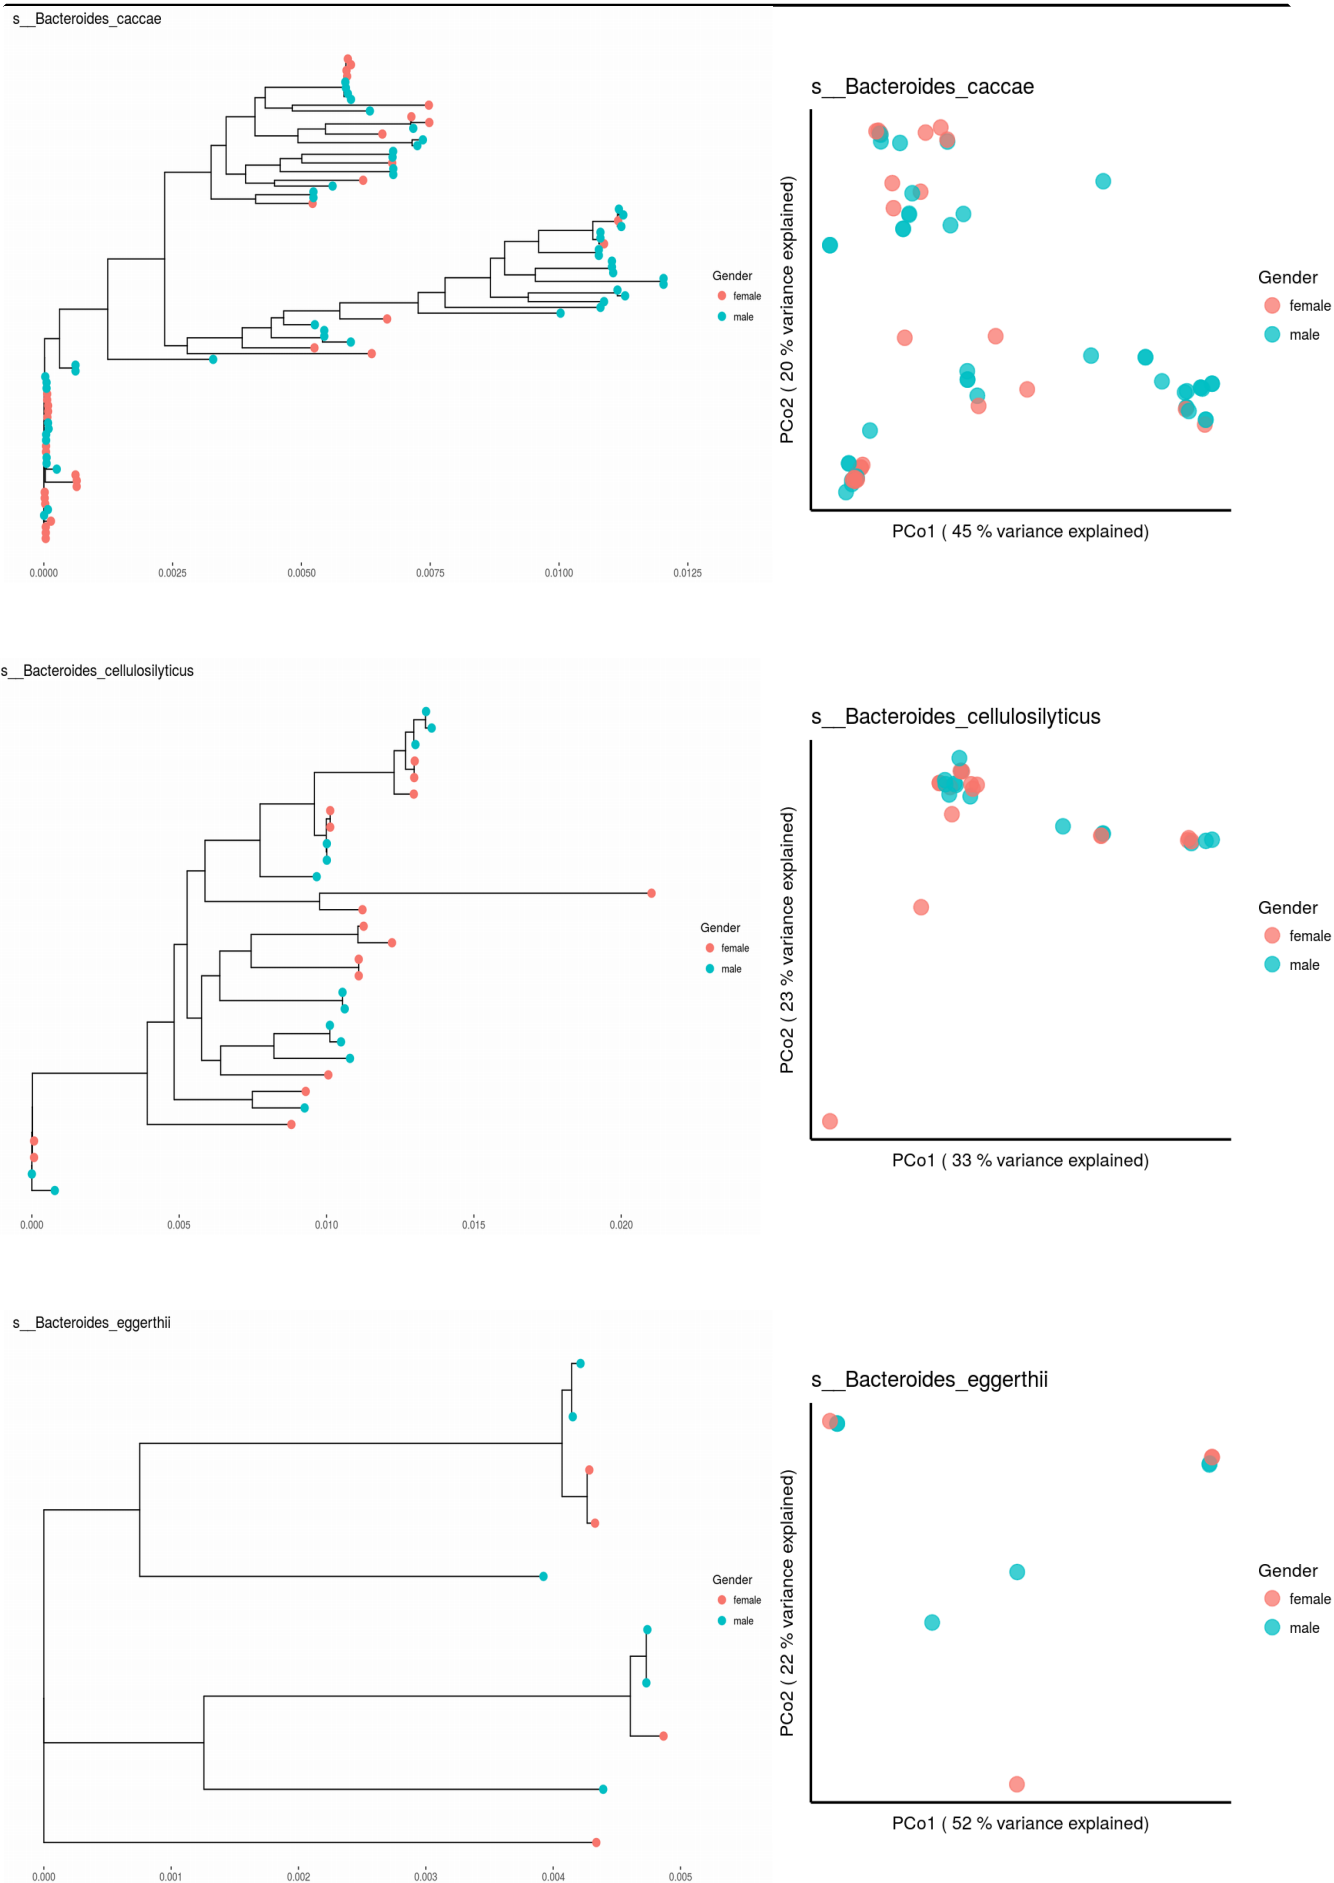 s__Bacteroides_caccae
Gender
female
male
0.0000 0.0025 0.0050 0.0075 0.0100 0.0125
s__Bacteroides_caccae
PCo2 ( 20 % variance explained)
PCo1 ( 45 % variance explained)
Gender
female
male
s__Bacteroides_cellulosilyticus
Gender
female
male
0.000 0.005 0.010 0.015 0.020
s__Bacteroides_cellulosilyticus
PCo2 ( 23 % variance explained)
PCo1 ( 33 % variance explained)
Gender
female
male
s__Bacteroides_eggerthii
Gender
female
male
0.000 0.001 0.002 0.003 0.004 0.005
s__Bacteroides_eggerthii
PCo2 ( 22 % variance explained)
PCo1 ( 52 % variance explained)
Gender
female
male